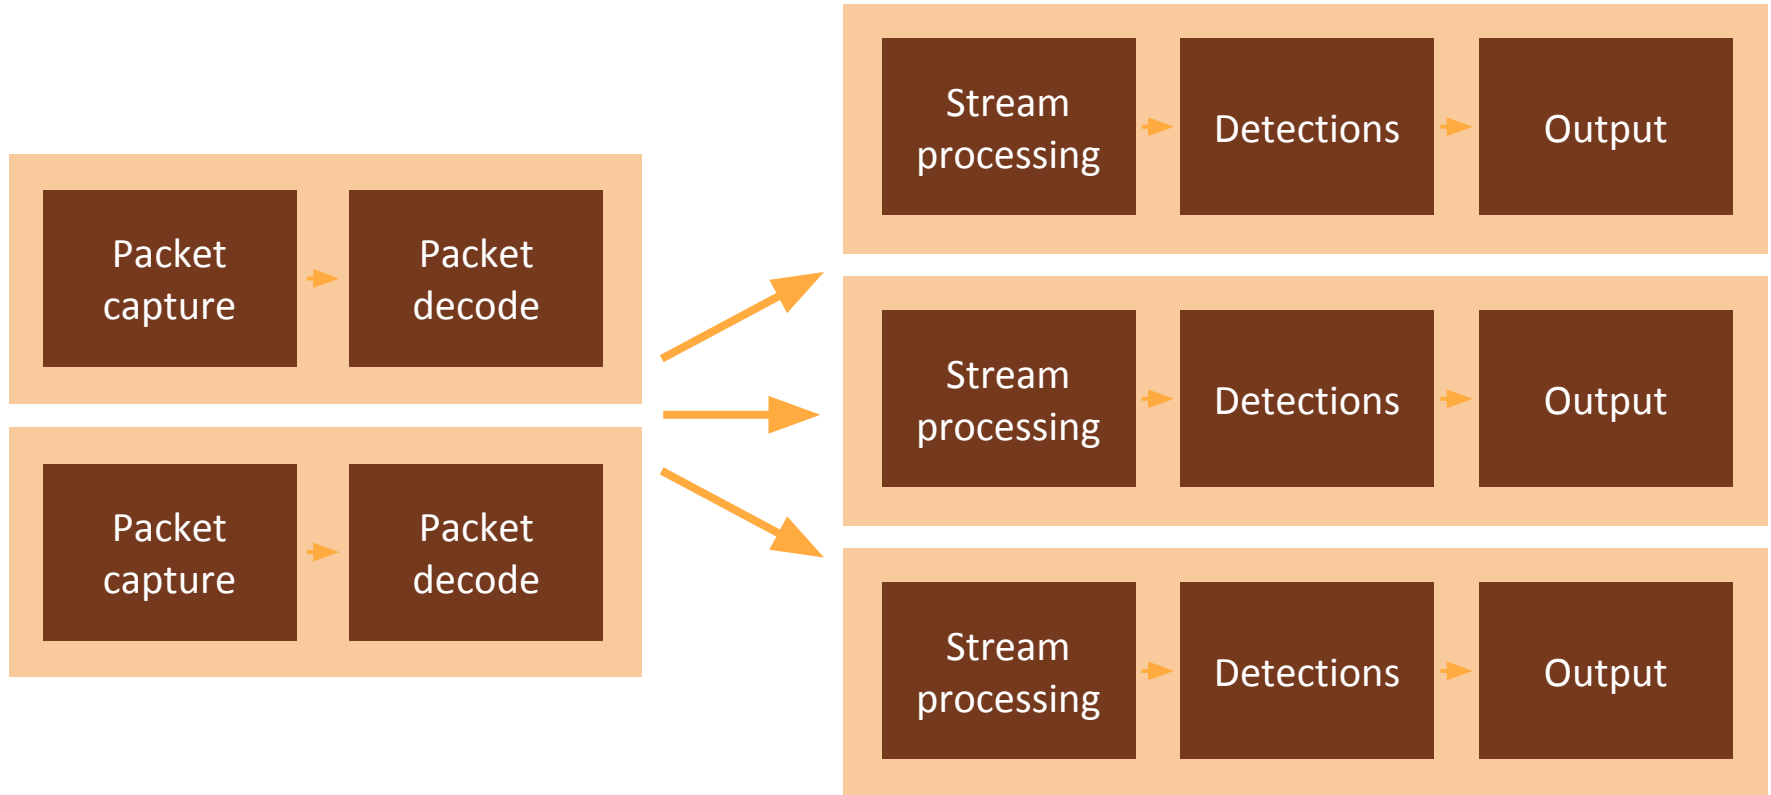 Packet
capture
Packet
decode
Packet
capture
Packet
decode
Stream
processing
Detections
Output
Stream
processing
Detections
Output
Stream
processing
Detections
Output